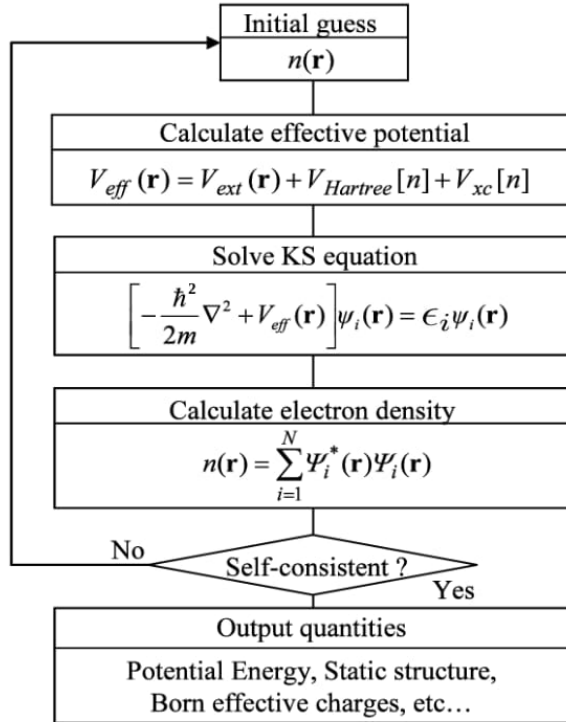 Initial guess
n(r)
Calculate effective potential
V_eff (r) = V_ext (r) + V_Hartree [n] + V_xc [n]
Solve KS equation
[-ℏ²/2m ∇² + V_eff (r)] ψ_i (r) = ϵ_i ψ_i (r)
Calculate electron density
n(r) = ∑_{i=1}^{N} Ψ_i^* (r) Ψ_i (r)
No
Self-consistent ?
Yes
Output quantities
Potential Energy, Static structure,
Born effective charges, etc…